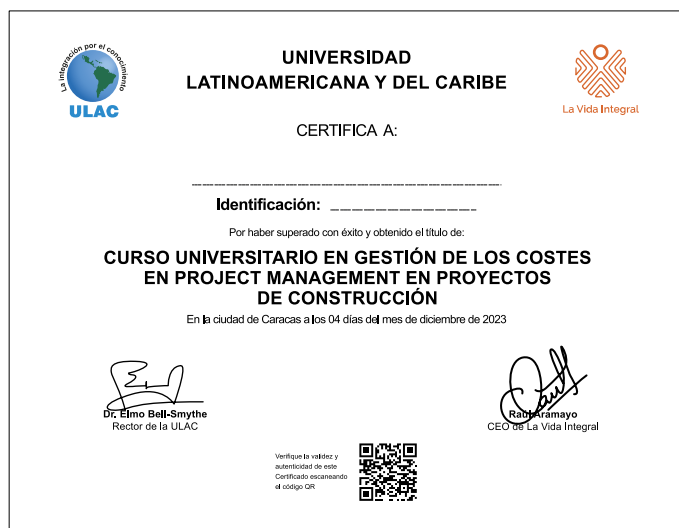 La integración por el conocimiento
ULAC
UNIVERSIDAD
LATINOAMERICANA Y DEL CARIBE
La Vida Integral
CERTIFICA A:
Identificación:
Por haber superado con éxito y obtenido el título de:
CURSO UNIVERSITARIO EN GESTIÓN DE LOS COSTES
EN PROJECT MANAGEMENT EN PROYECTOS
DE CONSTRUCCIÓN
En la ciudad de Caracas a los 04 días del mes de diciembre de 2023
Dr. Elmo Bell-Smythe
Rector de la ULAC
Raúl Aramayo
CEO de La Vida Integral
Verifique la validez y
autenticidad de este
Certificado escaneando
el código QR